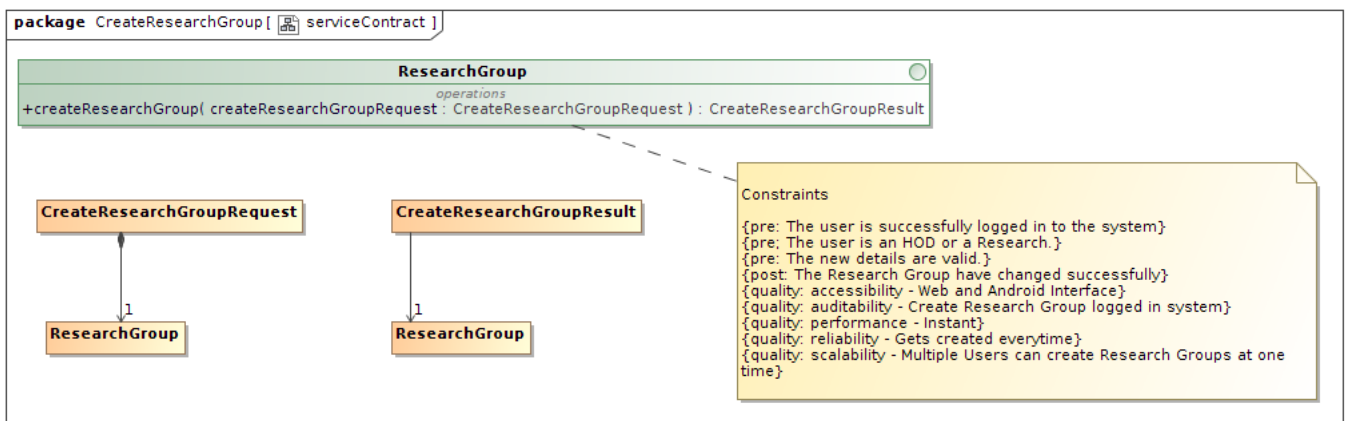 package CreateResearchGroup[ serviceContract ]
ResearchGroup
operations
+createResearchGroup( createResearchGroupRequest : CreateResearchGroupRequest ) : CreateResearchGroupResult
Constraints
{pre: The user is successfully logged in to the system}
{pre; The user is an HOD or a Research.}
{pre: The new details are valid.}
{post: The Research Group have changed successfully}
{quality: accessibility - Web and Android Interface}
{quality: auditability - Create Research Group logged in system}
{quality: performance - Instant}
{quality: reliability - Gets created everytime}
{quality: scalability - Multiple Users can create Research Groups at one
time}
CreateResearchGroupRequest
1
ResearchGroup
CreateResearchGroupResult
1
ResearchGroup